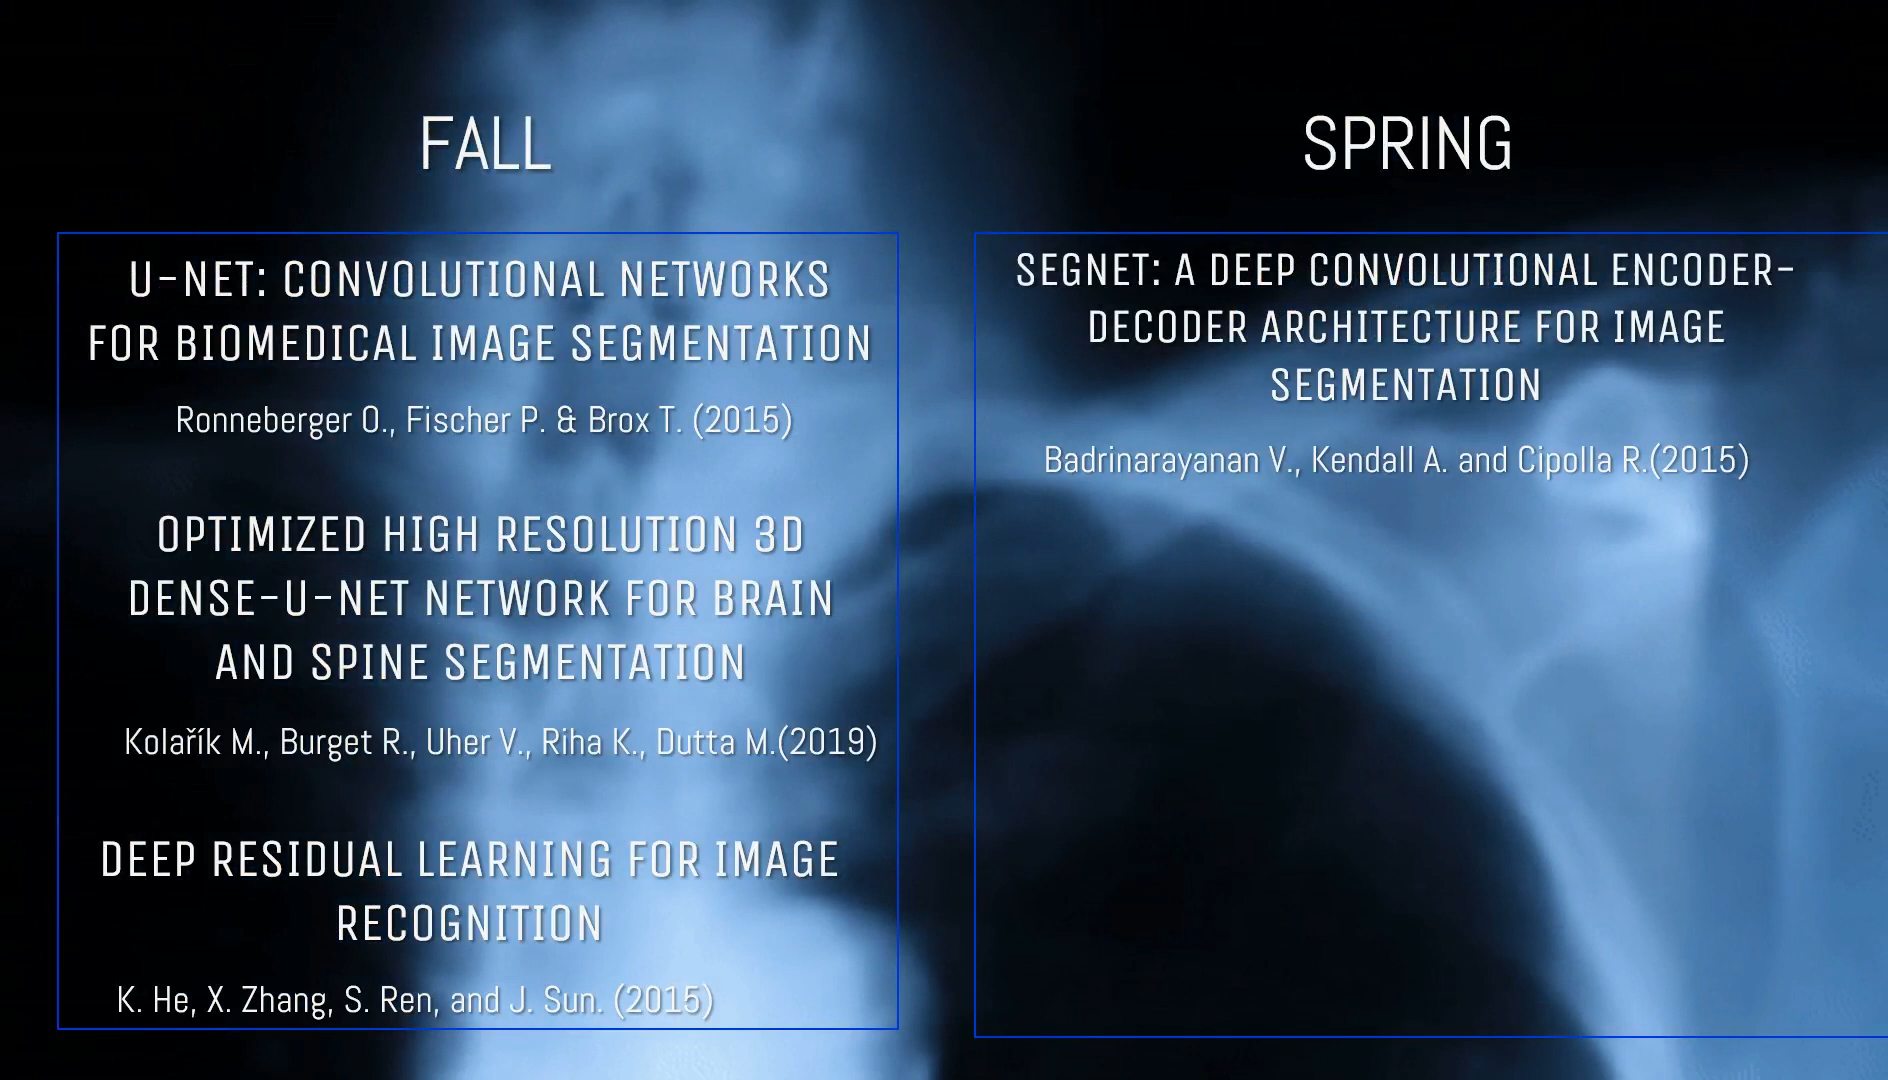 FALL
U-NET: CONVOLUTIONAL NETWORKS
FOR BIOMEDICAL IMAGE SEGMENTATION
Ronneberger O., Fischer P. & Brox T. (2015)
OPTIMIZED HIGH RESOLUTION 3D
DENSE-U-NET NETWORK FOR BRAIN
AND SPINE SEGMENTATION
Kolařík M., Burget R., Uher V., Riha K., Dutta M.(2019)
DEEP RESIDUAL LEARNING FOR IMAGE
RECOGNITION
K. He, X. Zhang, S. Ren, and J. Sun. (2015)
SPRING
SEGNET: A DEEP CONVOLUTIONAL ENCODER-
DECODER ARCHITECTURE FOR IMAGE
SEGMENTATION
Badrinarayanan V., Kendall A. and Cipolla R.(2015)